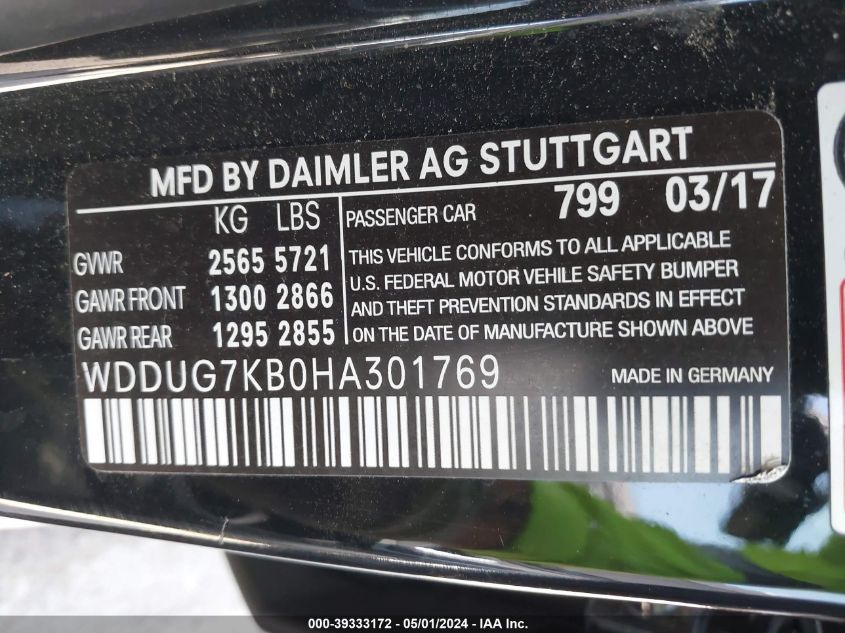 MFD BY DAIMLER AG STUTTGART
KG LBS
GVWR 2565 5721
GAWR FRONT 1300 2866
GAWR REAR 1295 2855
PASSENGER CAR 799 03/17
THIS VEHICLE CONFORMS TO ALL APPLICABLE
U.S. FEDERAL MOTOR VEHILE SAFETY BUMPER
AND THEFT PREVENTION STANDARDS IN EFFECT
ON THE DATE OF MANUFACTURE SHOWN ABOVE
WDDUG7KB0HA301769 MADE IN GERMANY
000-39333172 - 05/01/2024 - IAA Inc.